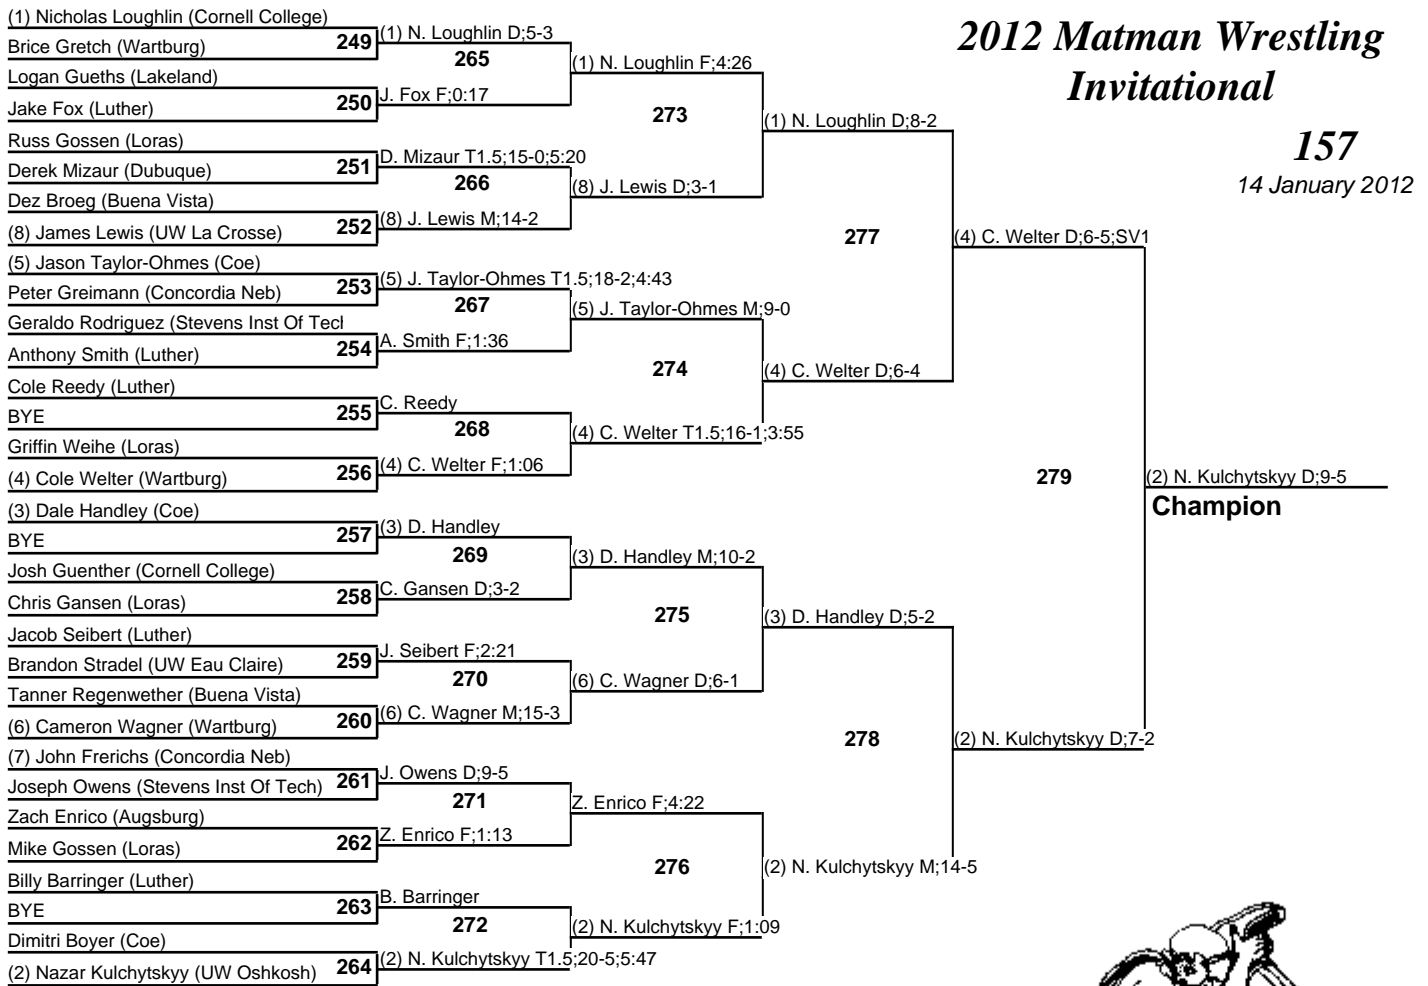 2012 Matman Wrestling
Invitational
157
14 January 2012
(1) Nicholas Loughlin (Cornell College)
Brice Gretch (Wartburg)
249
Logan Gueths (Lakeland)
Jake Fox (Luther)
250
Russ Gossen (Loras)
Derek Mizaur (Dubuque)
251
Dez Broeg (Buena Vista)
(8) James Lewis (UW La Crosse)
252
(5) Jason Taylor-Ohmes (Coe)
Peter Greimann (Concordia Neb)
253
Geraldo Rodriguez (Stevens Inst Of Tech
Anthony Smith (Luther)
254
Cole Reedy (Luther)
BYE
255
Griffin Weihe (Loras)
(4) Cole Welter (Wartburg)
256
(3) Dale Handley (Coe)
BYE
257
Josh Guenther (Cornell College)
Chris Gansen (Loras)
258
Jacob Seibert (Luther)
Brandon Stradel (UW Eau Claire)
259
Tanner Regenwether (Buena Vista)
(6) Cameron Wagner (Wartburg)
260
(7) John Frerichs (Concordia Neb)
Joseph Owens (Stevens Inst Of Tech)
261
Zach Enrico (Augsburg)
Mike Gossen (Loras)
262
Billy Barringer (Luther)
BYE
263
Dimitri Boyer (Coe)
(2) Nazar Kulchytskyy (UW Oshkosh)
264
(1) N. Loughlin D;5-3
265
J. Fox F;0:17
D. Mizaur T1.5;15-0;5:20
266
(8) J. Lewis M;14-2
(5) J. Taylor-Ohmes T1.5;18-2;4:43
267
A. Smith F;1:36
C. Reedy
268
(4) C. Welter F;1:06
(3) D. Handley
269
C. Gansen D;3-2
J. Seibert F;2:21
270
(6) C. Wagner M;15-3
J. Owens D;9-5
271
Z. Enrico F;1:13
B. Barringer
272
(2) N. Kulchytskyy T1.5;20-5;5:47
(1) N. Loughlin F;4:26
273
(8) J. Lewis D;3-1
(5) J. Taylor-Ohmes M;9-0
274
(4) C. Welter T1.5;16-1;3:55
(3) D. Handley M;10-2
275
(6) C. Wagner D;6-1
Z. Enrico F;4:22
276
(2) N. Kulchytskyy F;1:09
(1) N. Loughlin D;8-2
277
(4) C. Welter D;6-4
(3) D. Handley D;5-2
278
(2) N. Kulchytskyy M;14-5
(4) C. Welter D;6-5;SV1
279
(2) N. Kulchytskyy D;7-2
(2) N. Kulchytskyy D;9-5
Champion